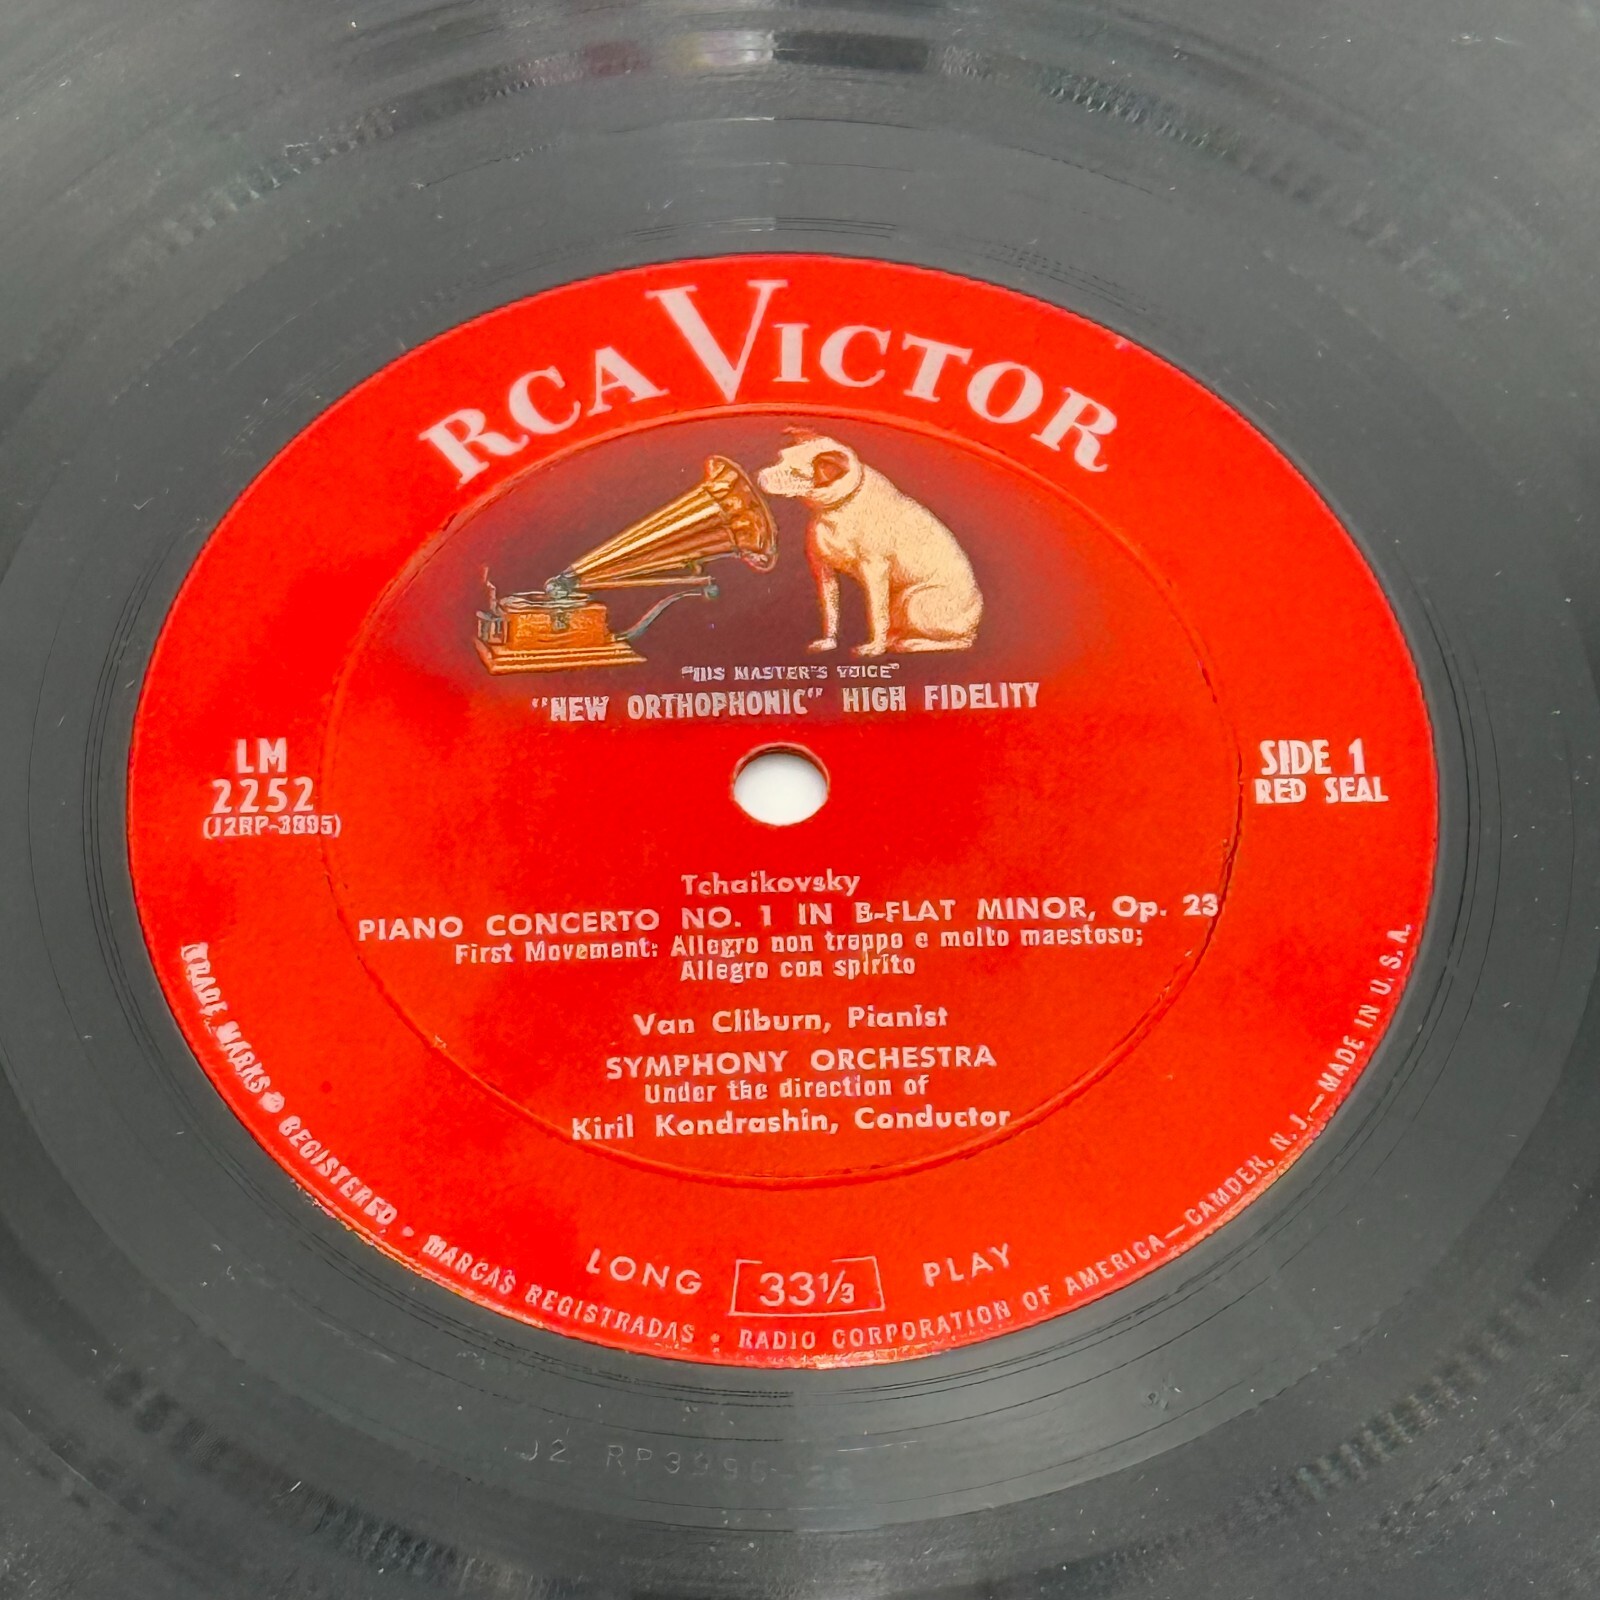 RCA VICTOR
"HIS MASTER'S VOICE"
"NEW ORTHOPHONIC" HIGH FIDELITY
LM
2252
SIDE 1
RED SEAL
Tchaikovsky
PIANO CONCERTO NO. 1 IN B-FLAT MINOR, Op. 23
First Movement: Allegro non troppo e molto maestoso;
Allegro con spirito
Van Cliburn, Pianist
SYMPHONY ORCHESTRA
Under the direction of
Kiril Kondrashin, Conductor
LONG 33⅓ PLAY
TRADE MARKS ® REGISTERED • MARCAS REGISTRADAS • RADIO CORPORATION OF AMERICA—CAMDEN, N. J.—MADE IN U. S. A.